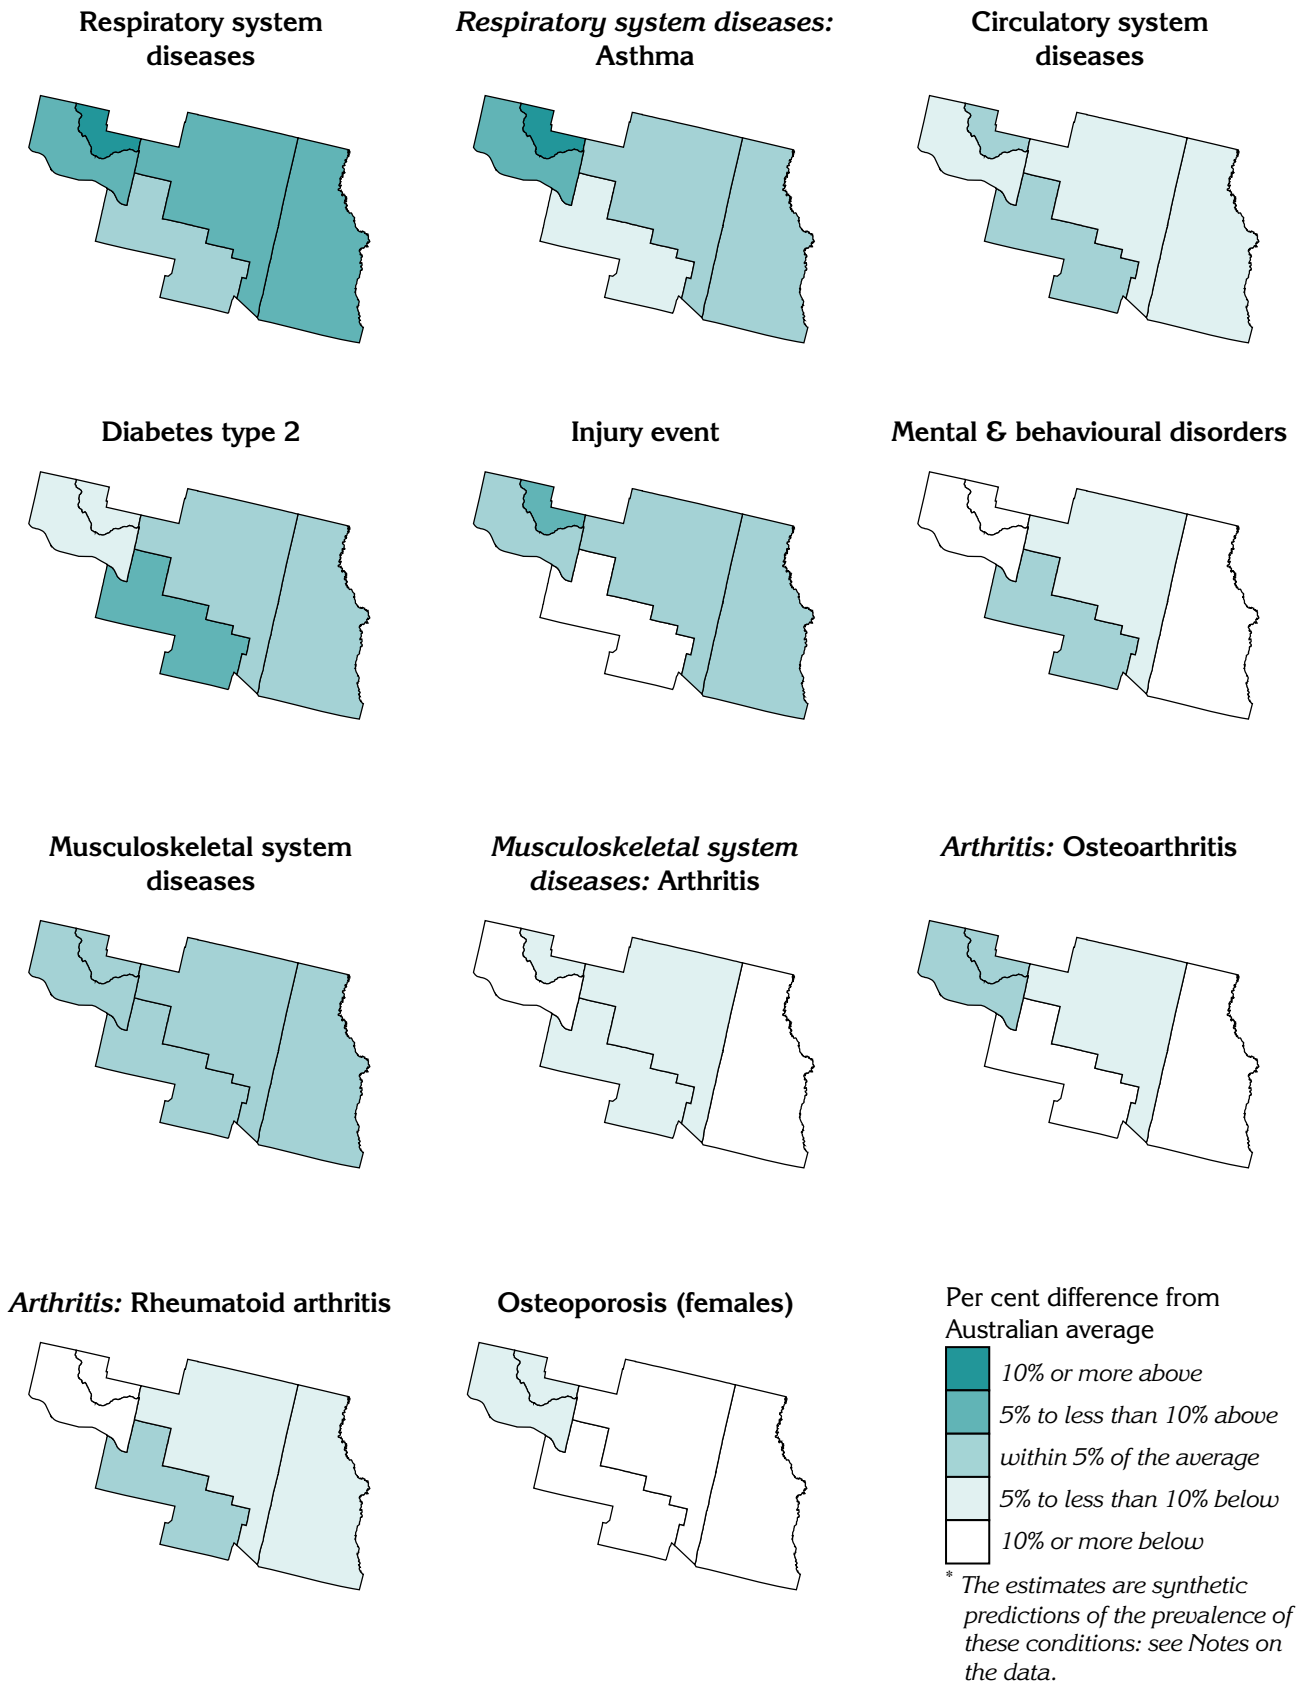 Respiratory system
diseases
Respiratory system diseases:
Asthma
Circulatory system
diseases
Diabetes type 2
Injury event
Mental & behavioural disorders
Musculoskeletal system
diseases
Musculoskeletal system
diseases: Arthritis
Arthritis: Osteoarthritis
Arthritis: Rheumatoid arthritis
Osteoporosis (females)
Per cent difference from
Australian average
10% or more above
5% to less than 10% above
within 5% of the average
5% to less than 10% below
10% or more below
* The estimates are synthetic
predictions of the prevalence of
these conditions: see Notes on
the data.